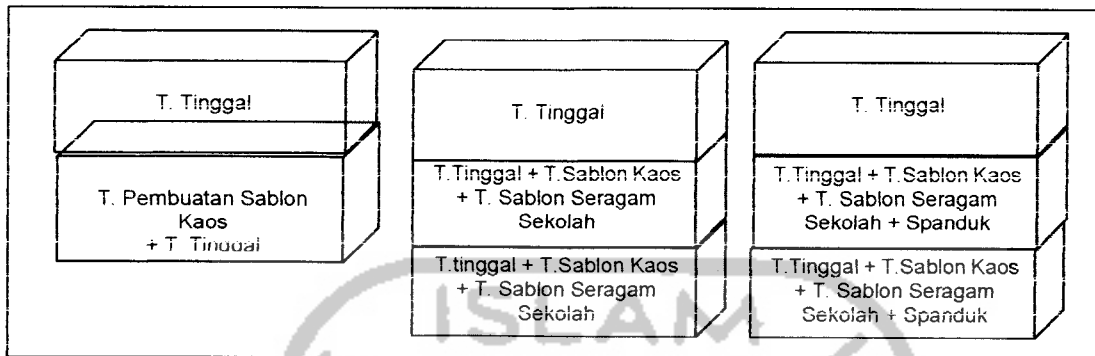 T. Tinggal
T. Pembuatan Sablon
Kaos
+ T. Tinggal
T. Tinggal
T.Tinggal + T.Sablon Kaos
+ T. Sablon Seragam
Sekolah
T.tinggal + T.Sablon Kaos
+ T. Sablon Seragam
Sekolah
T. Tinggal
T.Tinggal + T.Sablon Kaos
+ T. Sablon Seragam
Sekolah + Spanduk
T.Tinggal + T.Sablon Kaos
+ T. Sablon Seragam
Sekolah + Spanduk
ISLAM